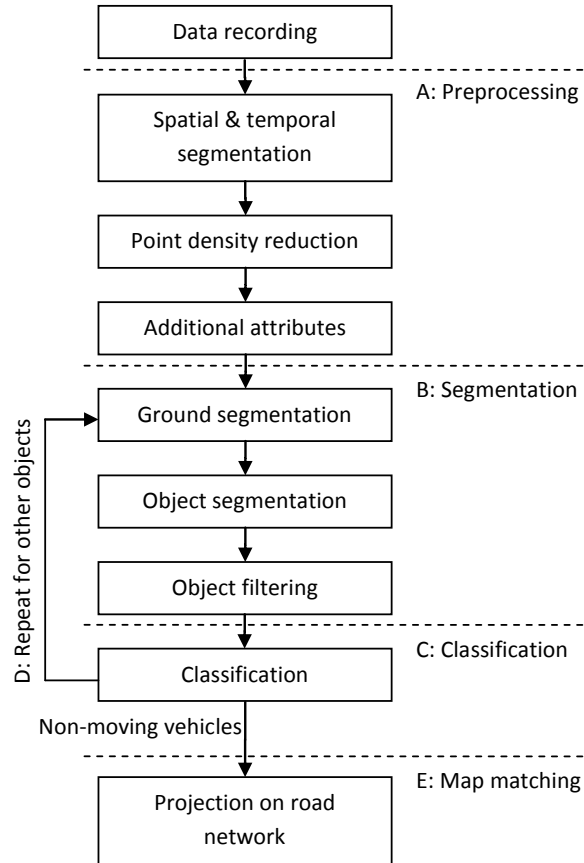 Data recording
A: Preprocessing
Spatial & temporal
segmentation
Point density reduction
Additional attributes
B: Segmentation
Ground segmentation
Object segmentation
Object filtering
D: Repeat for other objects
C: Classification
Classification
Non-moving vehicles
E: Map matching
Projection on road
network